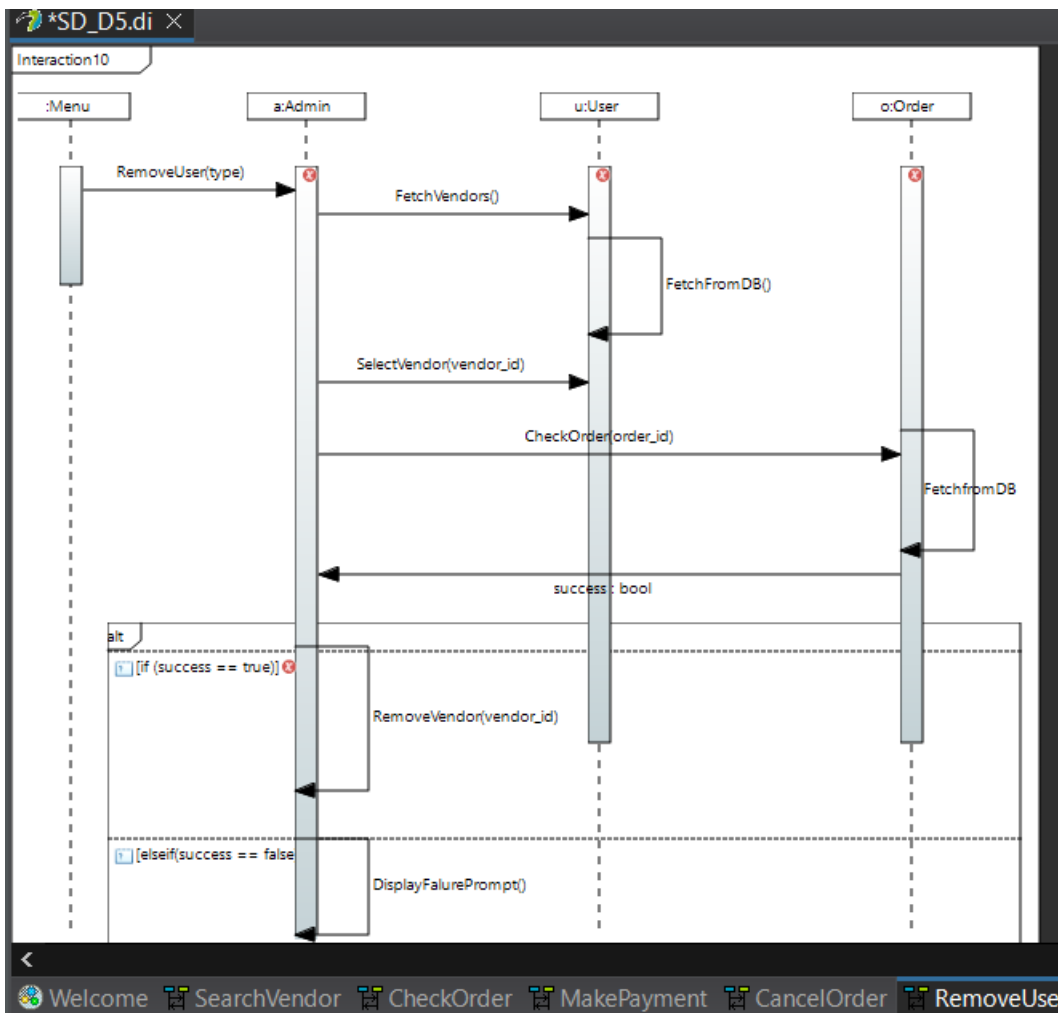 *SD_D5.di
Interaction10
:Menu
a:Admin
u:User
o:Order
RemoveUser(type)
FetchVendors()
FetchFromDB()
SelectVendor(vendor_id)
CheckOrder(order_id)
FetchfromDB
success : bool
alt
[if (success == true)]
RemoveVendor(vendor_id)
[elseif(success == false
DisplayFalurePrompt()
Welcome SearchVendor CheckOrder MakePayment CancelOrder RemoveUse